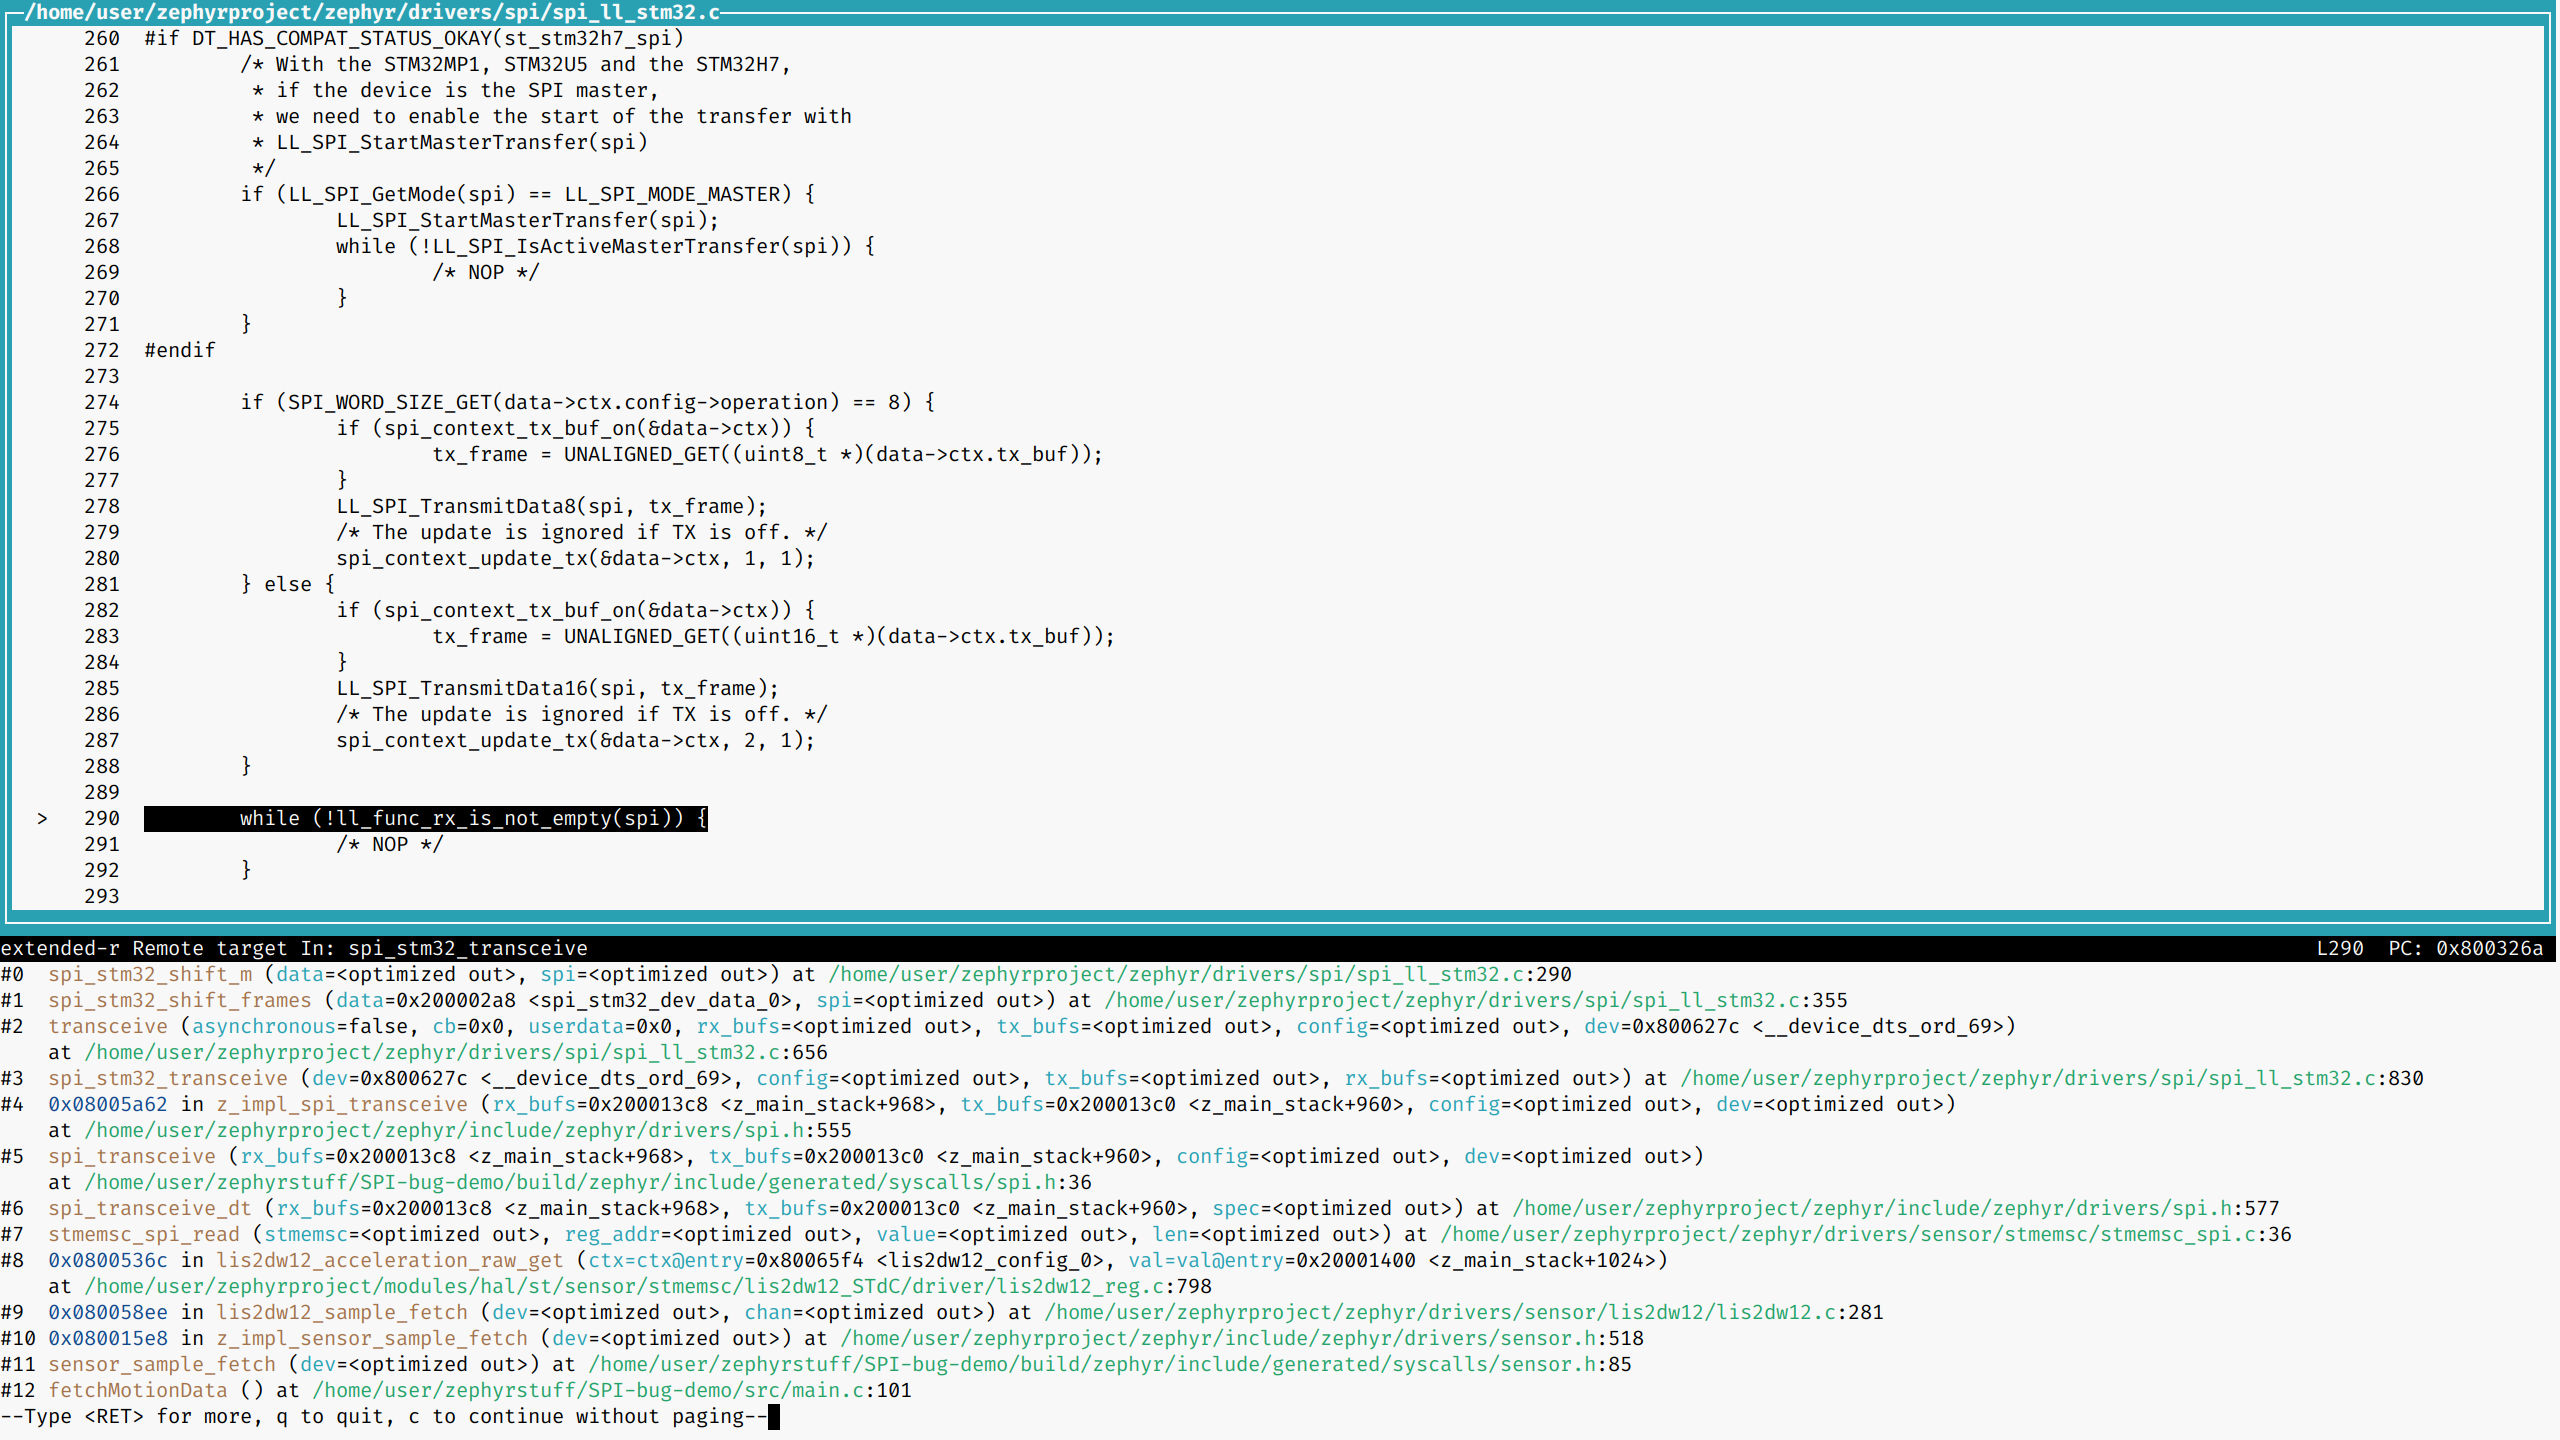 /home/user/zephyrproject/zephyr/drivers/spi/spi_ll_stm32.c
260 #if DT_HAS_COMPAT_STATUS_OKAY(st_stm32h7_spi)
261 /* With the STM32MP1, STM32U5 and the STM32H7,
262 * if the device is the SPI master,
263 * we need to enable the start of the transfer with
264 * LL_SPI_StartMasterTransfer(spi)
265 */
266 if (LL_SPI_GetMode(spi) == LL_SPI_MODE_MASTER) {
267 LL_SPI_StartMasterTransfer(spi);
268 while (!LL_SPI_IsActiveMasterTransfer(spi)) {
269 /* NOP */
270 }
271 }
272 #endif
273
274 if (SPI_WORD_SIZE_GET(data->ctx.config->operation) == 8) {
275 if (spi_context_tx_buf_on(&data->ctx)) {
276 tx_frame = UNALIGNED_GET((uint8_t *)(data->ctx.tx_buf));
277 }
278 LL_SPI_TransmitData8(spi, tx_frame);
279 /* The update is ignored if TX is off. */
280 spi_context_update_tx(&data->ctx, 1, 1);
281 } else {
282 if (spi_context_tx_buf_on(&data->ctx)) {
283 tx_frame = UNALIGNED_GET((uint16_t *)(data->ctx.tx_buf));
284 }
285 LL_SPI_TransmitData16(spi, tx_frame);
286 /* The update is ignored if TX is off. */
287 spi_context_update_tx(&data->ctx, 2, 1);
288 }
289
> 290 while (!ll_func_rx_is_not_empty(spi)) {
291 /* NOP */
292 }
293
extended-r Remote target In: spi_stm32_transceive L290 PC: 0x800326a
#0 spi_stm32_shift_m (data=<optimized out>, spi=<optimized out>) at /home/user/zephyrproject/zephyr/drivers/spi/spi_ll_stm32.c:290
#1 spi_stm32_shift_frames (data=0x200002a8 <spi_stm32_dev_data_0>, spi=<optimized out>) at /home/user/zephyrproject/zephyr/drivers/spi/spi_ll_stm32.c:355
#2 transceive (asynchronous=false, cb=0x0, userdata=0x0, rx_bufs=<optimized out>, tx_bufs=<optimized out>, config=<optimized out>, dev=0x800627c <__device_dts_ord_69>)
at /home/user/zephyrproject/zephyr/drivers/spi/spi_ll_stm32.c:656
#3 spi_stm32_transceive (dev=0x800627c <__device_dts_ord_69>, config=<optimized out>, tx_bufs=<optimized out>, rx_bufs=<optimized out>) at /home/user/zephyrproject/zephyr/drivers/spi/spi_ll_stm32.c:830
#4 0x08005a62 in z_impl_spi_transceive (rx_bufs=0x200013c8 <z_main_stack+968>, tx_bufs=0x200013c0 <z_main_stack+960>, config=<optimized out>, dev=<optimized out>)
at /home/user/zephyrproject/zephyr/include/zephyr/drivers/spi.h:555
#5 spi_transceive (rx_bufs=0x200013c8 <z_main_stack+968>, tx_bufs=0x200013c0 <z_main_stack+960>, config=<optimized out>, dev=<optimized out>)
at /home/user/zephyrstuff/SPI-bug-demo/build/zephyr/include/generated/syscalls/spi.h:36
#6 spi_transceive_dt (rx_bufs=0x200013c8 <z_main_stack+968>, tx_bufs=0x200013c0 <z_main_stack+960>, spec=<optimized out>) at /home/user/zephyrproject/zephyr/include/zephyr/drivers/spi.h:577
#7 stmemsc_spi_read (stmemsc=<optimized out>, reg_addr=<optimized out>, value=<optimized out>, len=<optimized out>) at /home/user/zephyrproject/zephyr/drivers/sensor/stmemsc/stmemsc_spi.c:36
#8 0x0800536c in lis2dw12_acceleration_raw_get (ctx=ctx@entry=0x80065f4 <lis2dw12_config_0>, val=val@entry=0x20001400 <z_main_stack+1024>)
at /home/user/zephyrproject/modules/hal/st/sensor/stmemsc/lis2dw12_STdC/driver/lis2dw12_reg.c:798
#9 0x080058ee in lis2dw12_sample_fetch (dev=<optimized out>, chan=<optimized out>) at /home/user/zephyrproject/zephyr/drivers/sensor/lis2dw12/lis2dw12.c:281
#10 0x080015e8 in z_impl_sensor_sample_fetch (dev=<optimized out>) at /home/user/zephyrproject/zephyr/include/zephyr/drivers/sensor.h:518
#11 sensor_sample_fetch (dev=<optimized out>) at /home/user/zephyrstuff/SPI-bug-demo/build/zephyr/include/generated/syscalls/sensor.h:85
#12 fetchMotionData () at /home/user/zephyrstuff/SPI-bug-demo/src/main.c:101
--Type <RET> for more, q to quit, c to continue without paging--